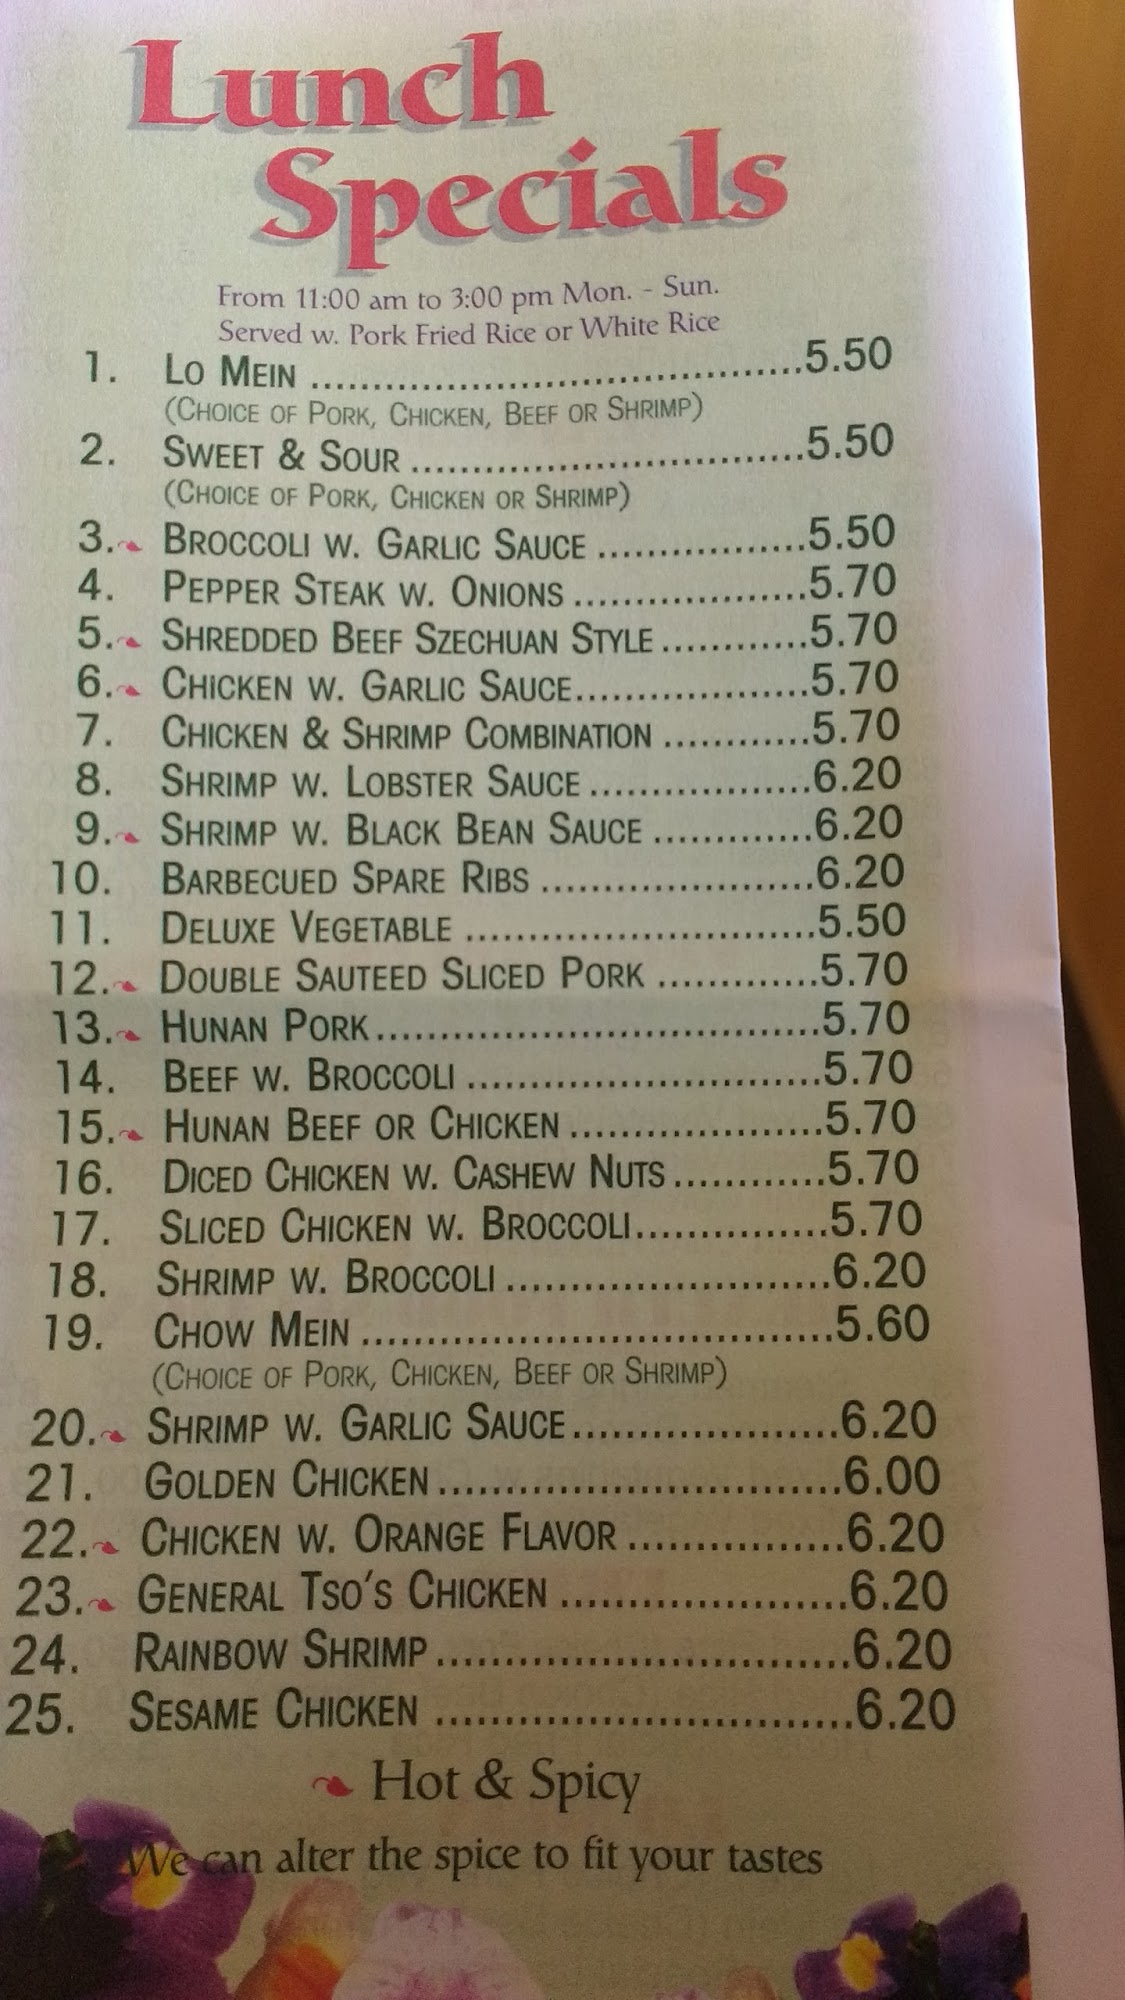 Lunch
Specials
From 11:00 am to 3:00 pm Mon. - Sun.
Served w. Pork Fried Rice or White Rice
1. LO MEIN ........................................5.50
(CHOICE OF PORK, CHICKEN, BEEF OR SHRIMP)
2. SWEET & SOUR ................................5.50
(CHOICE OF PORK, CHICKEN OR SHRIMP)
3. BROCCOLI W. GARLIC SAUCE .................5.50
4. PEPPER STEAK W. ONIONS ...................5.70
5. SHREDDED BEEF SZECHUAN STYLE ............5.70
6. CHICKEN W. GARLIC SAUCE...................5.70
7. CHICKEN & SHRIMP COMBINATION ............5.70
8. SHRIMP W. LOBSTER SAUCE ..................6.20
9. SHRIMP W. BLACK BEAN SAUCE .............6.20
10. BARBECUED SPARE RIBS ......................6.20
11. DELUXE VEGETABLE ............................5.50
12. DOUBLE SAUTEED SLICED PORK .............5.70
13. HUNAN PORK....................................5.70
14. BEEF W. BROCCOLI ............................5.70
15. HUNAN BEEF OR CHICKEN ....................5.70
16. DICED CHICKEN W. CASHEW NUTS ............5.70
17. SLICED CHICKEN W. BROCCOLI...............5.70
18. SHRIMP W. BROCCOLI .........................6.20
19. CHOW MEIN ....................................5.60
(CHOICE OF PORK, CHICKEN, BEEF OR SHRIMP)
20. SHRIMP W. GARLIC SAUCE....................6.20
21. GOLDEN CHICKEN..............................6.00
22. CHICKEN W. ORANGE FLAVOR ................6.20
23. GENERAL TSO'S CHICKEN .....................6.20
24. RAINBOW SHRIMP..............................6.20
25. SESAME CHICKEN ..............................6.20
Hot & Spicy
We can alter the spice to fit your tastes